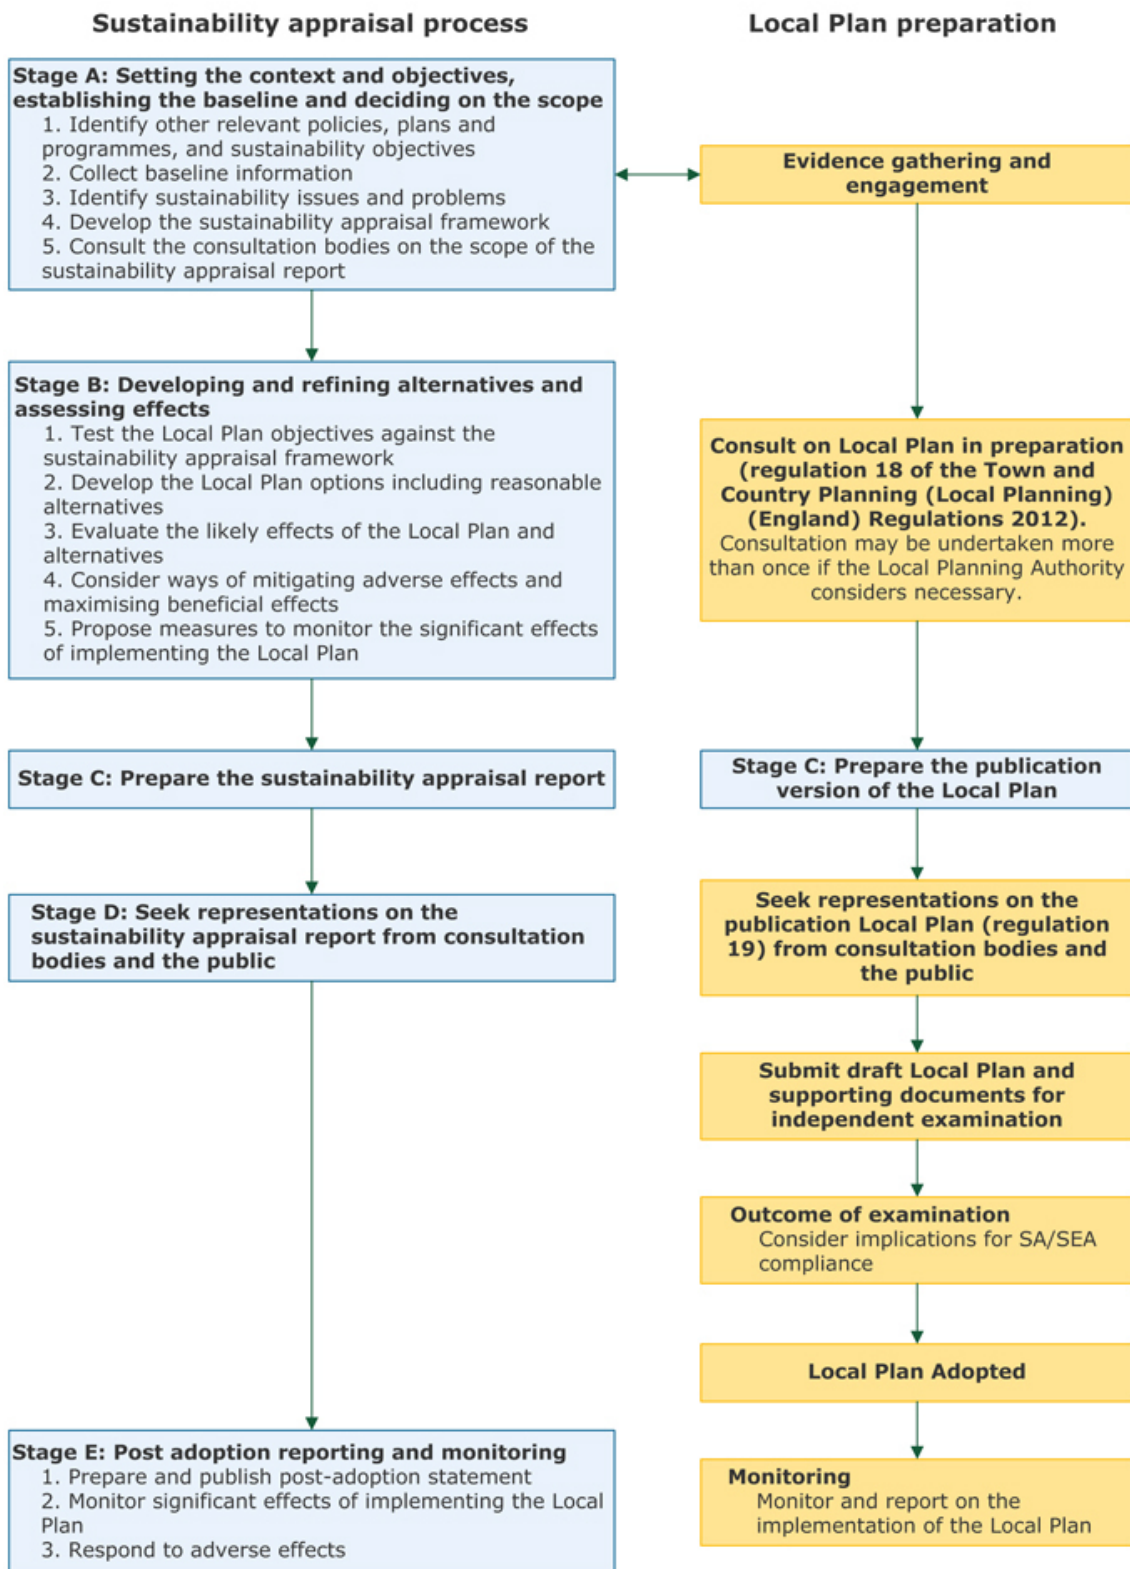 Sustainability appraisal process
Local Plan preparation
Stage A: Setting the context and objectives,
establishing the baseline and deciding on the scope
1. Identify other relevant policies, plans and
programmes, and sustainability objectives
2. Collect baseline information
3. Identify sustainability issues and problems
4. Develop the sustainability appraisal framework
5. Consult the consultation bodies on the scope of the
sustainability appraisal report
Evidence gathering and
engagement
Stage B: Developing and refining alternatives and
assessing effects
1. Test the Local Plan objectives against the
sustainability appraisal framework
2. Develop the Local Plan options including reasonable
alternatives
3. Evaluate the likely effects of the Local Plan and
alternatives
4. Consider ways of mitigating adverse effects and
maximising beneficial effects
5. Propose measures to monitor the significant effects
of implementing the Local Plan
Consult on Local Plan in preparation
(regulation 18 of the Town and
Country Planning (Local Planning)
(England) Regulations 2012).
Consultation may be undertaken more
than once if the Local Planning Authority
considers necessary.
Stage C: Prepare the sustainability appraisal report
Stage C: Prepare the publication
version of the Local Plan
Stage D: Seek representations on the
sustainability appraisal report from consultation
bodies and the public
Seek representations on the
publication Local Plan (regulation
19) from consultation bodies and
the public
Submit draft Local Plan and
supporting documents for
independent examination
Outcome of examination
Consider implications for SA/SEA
compliance
Local Plan Adopted
Stage E: Post adoption reporting and monitoring
1. Prepare and publish post-adoption statement
2. Monitor significant effects of implementing the Local
Plan
3. Respond to adverse effects
Monitoring
Monitor and report on the
implementation of the Local Plan